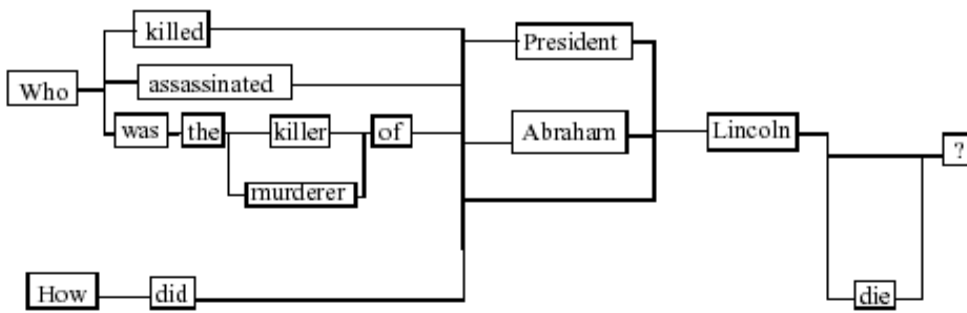 killed
President
Who
assassinated
was the killer of
Abraham
Lincoln
?
murderer
How did
die